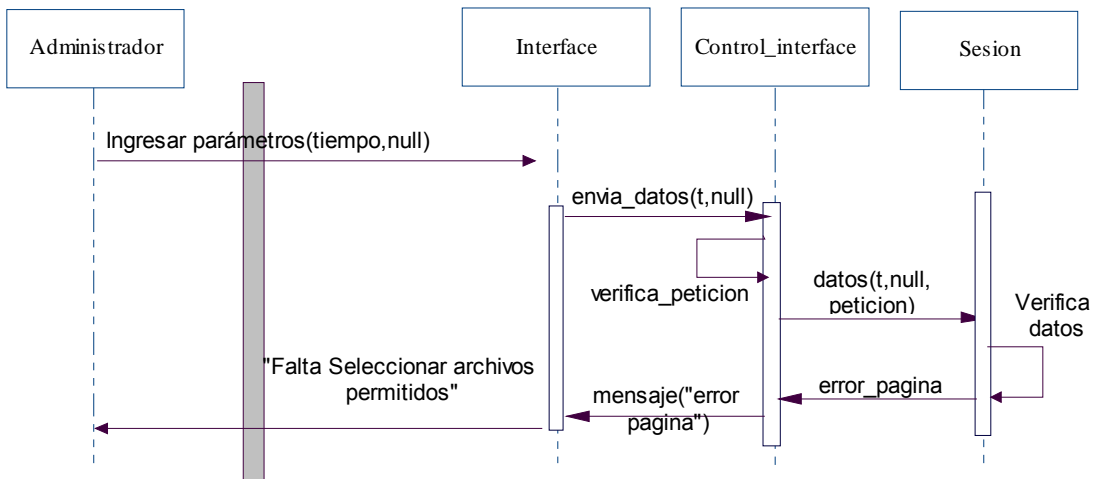 Administrador
Interface
Control_interface
Sesion
Ingresar parámetros(tiempo,null)
envia_datos(t,null)
verifica_peticion
datos(t,null,
peticion)
Verifica
datos
"Falta Seleccionar archivos
permitidos"
mensaje("error
pagina")
error_pagina